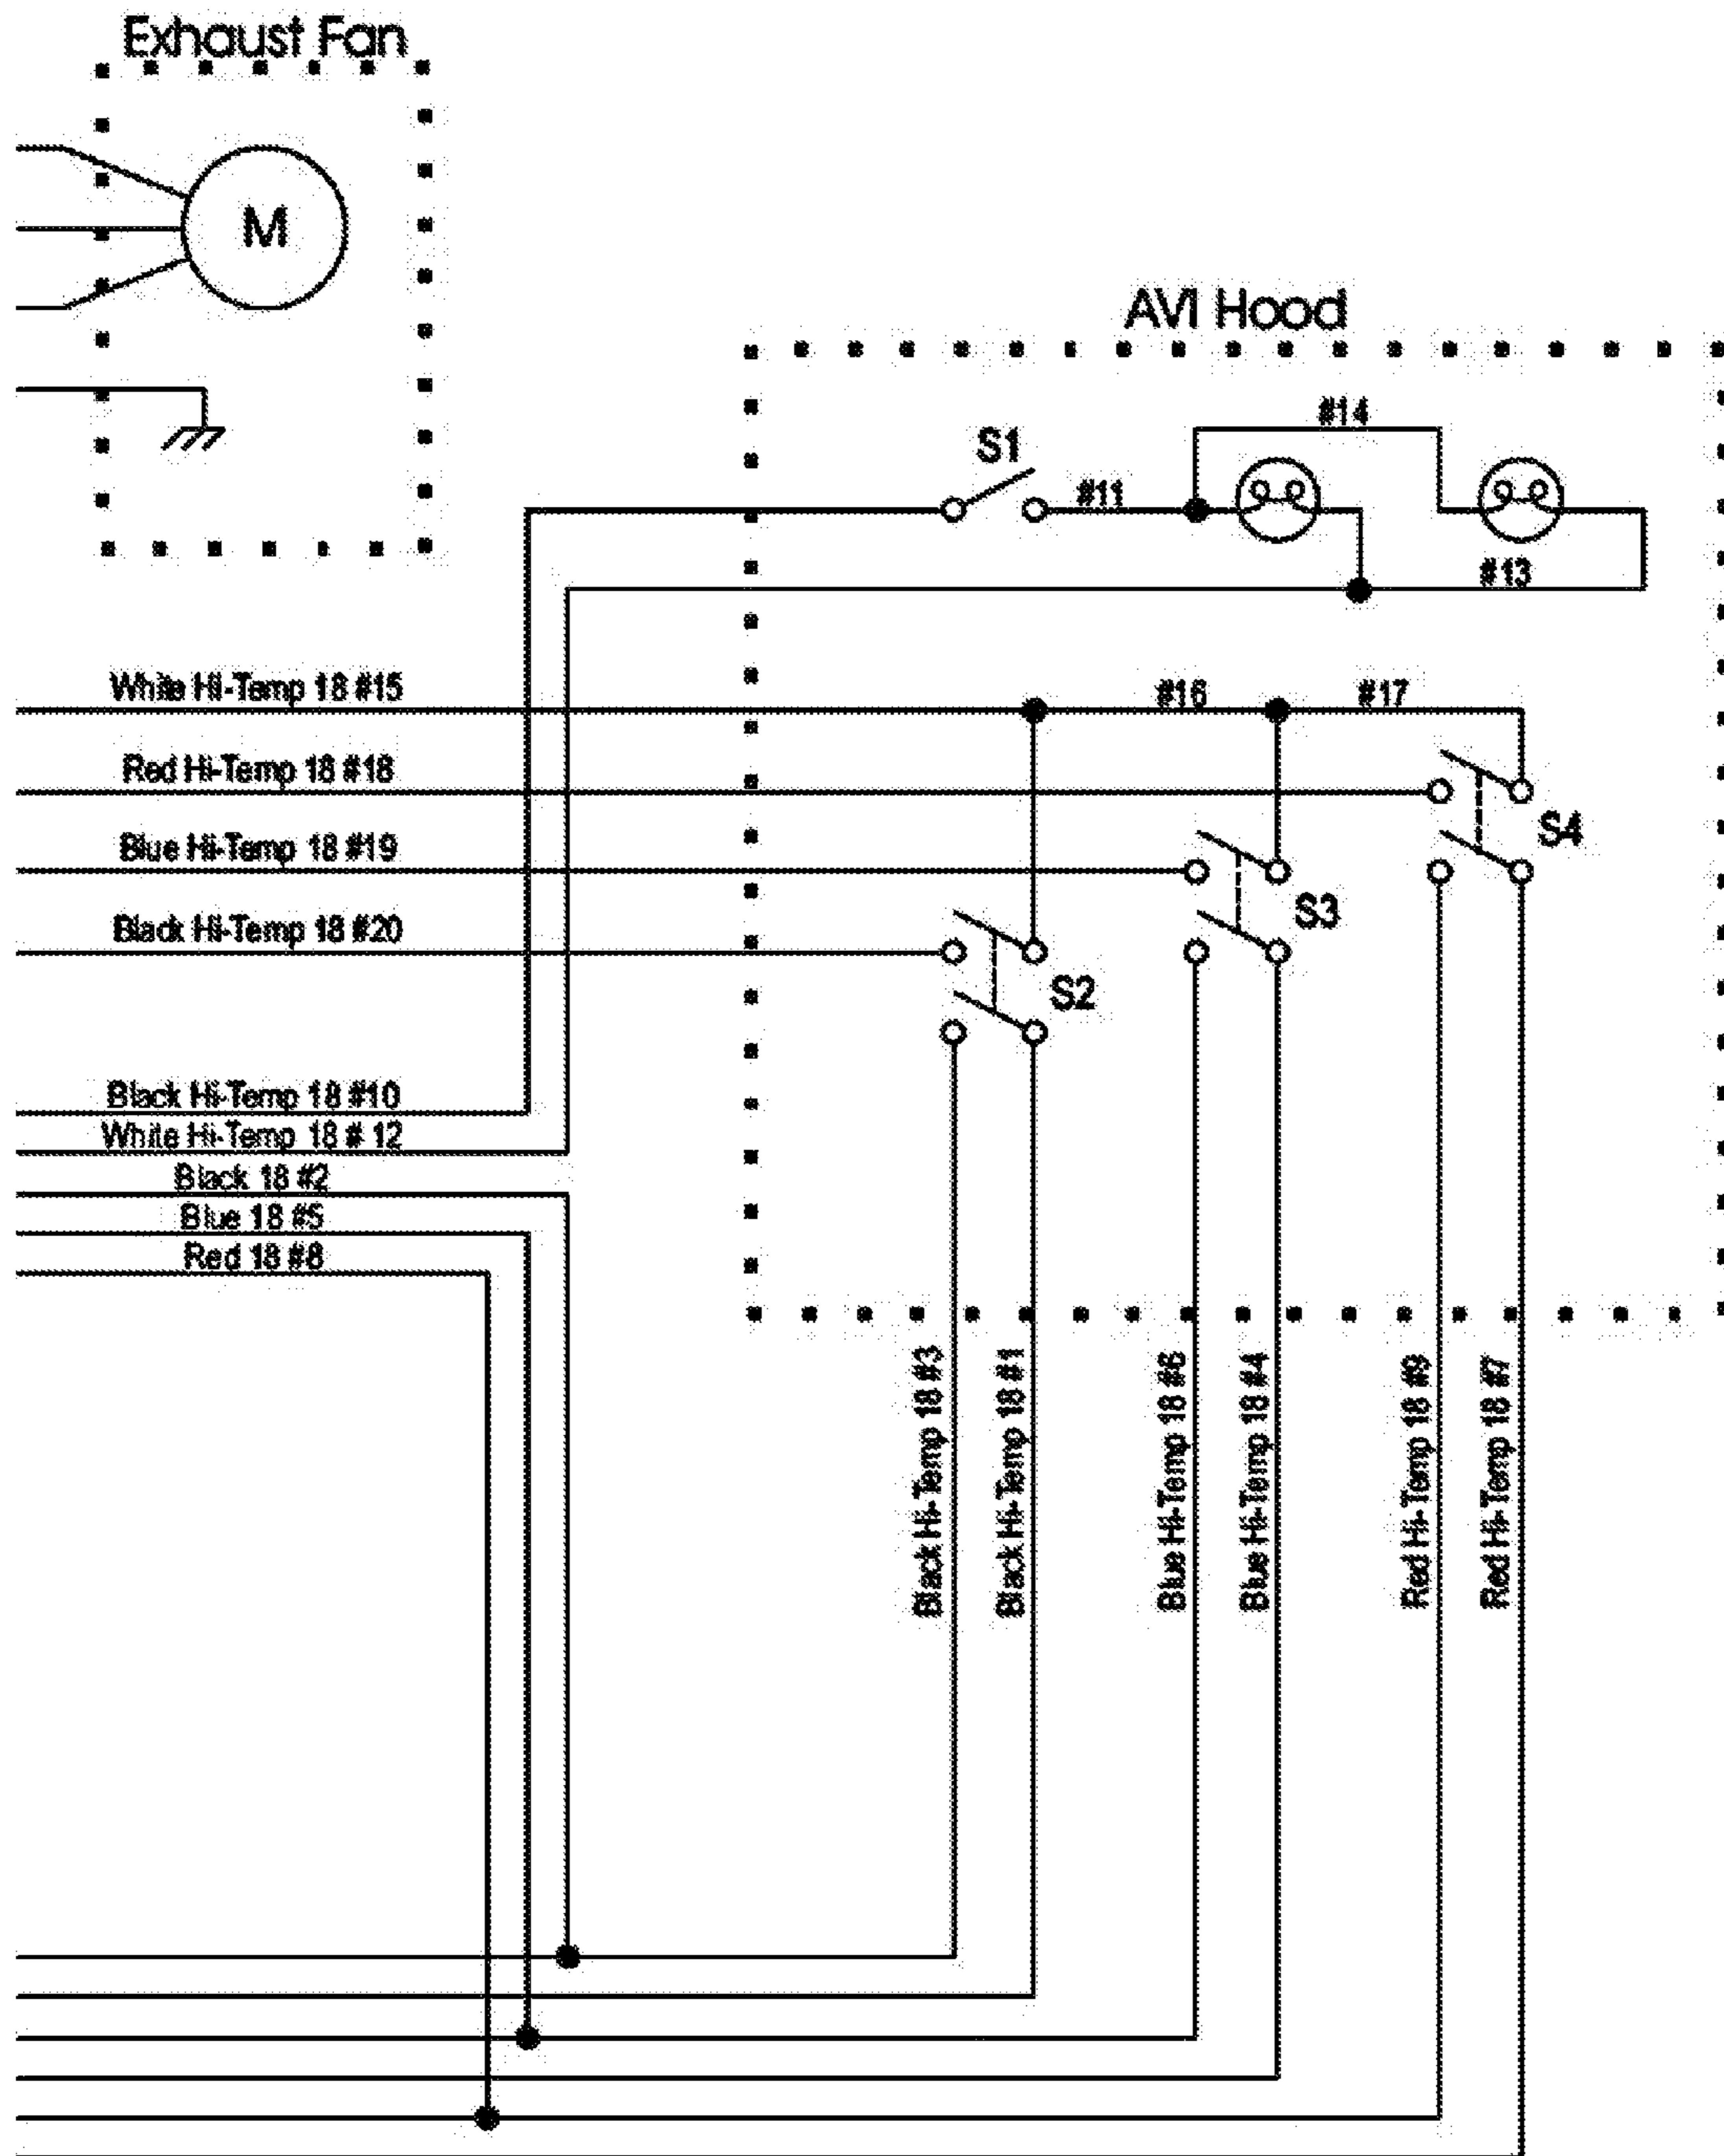 Exhaust Fan
M
AVI Hood
#14
S1
#11
#13
White Hi-Temp 18 #15
#16
#17
Red Hi-Temp 18 #18
S4
Blue Hi-Temp 18 #19
S3
Black Hi-Temp 18 #20
S2
Black Hi-Temp 18 #10
White Hi-Temp 18 # 12
Black 18 #2
Blue 18 #5
Red 18 #8
Black Hi-Temp 18 #3
Black Hi-Temp 18 #1
Blue Hi-Temp 18 #6
Blue Hi-Temp 18 #4
Red Hi-Temp 18 #9
Red Hi-Temp 18 #7